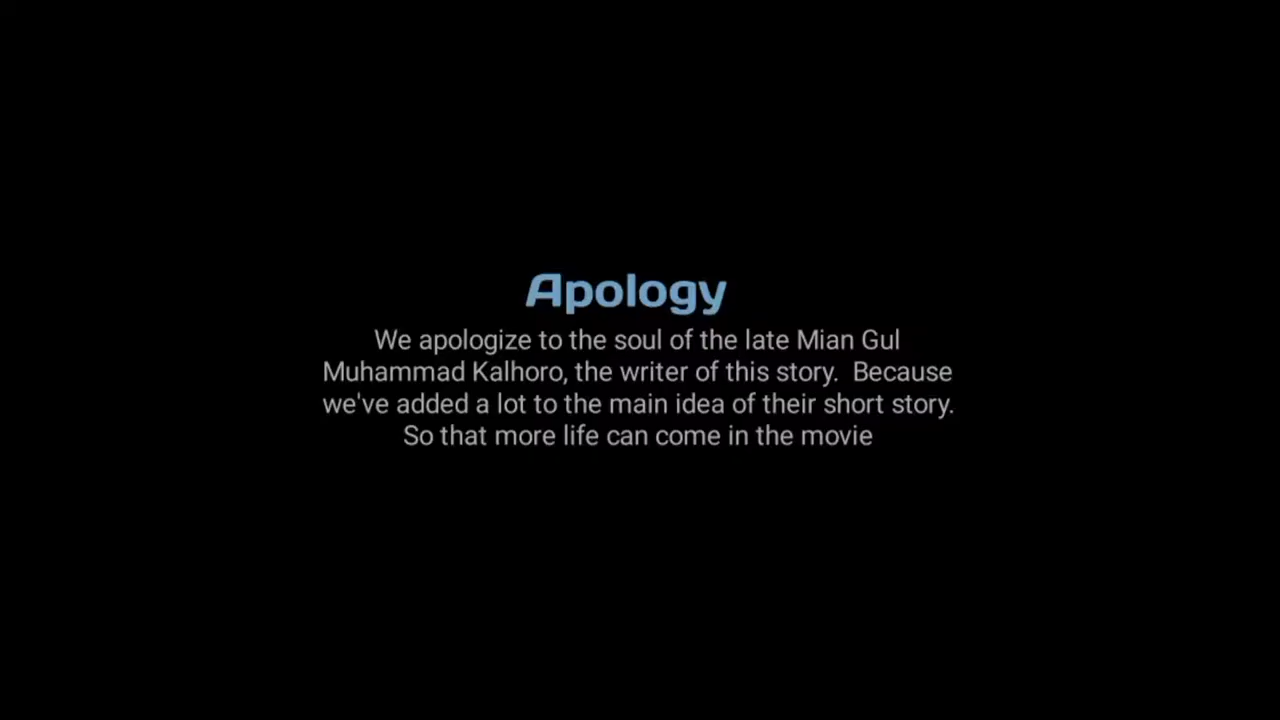 Apology
We apologize to the soul of the late Mian Gul
Muhammad Kalhoro, the writer of this story.  Because
we've added a lot to the main idea of their short story.
So that more life can come in the movie